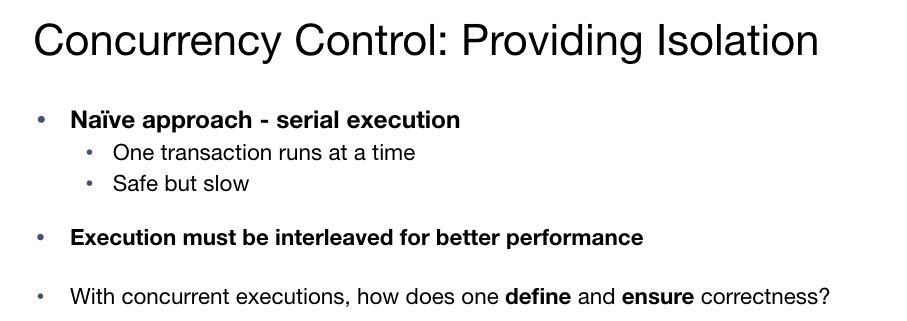 Concurrency Control: Providing Isolation
• Naïve approach - serial execution
• One transaction runs at a time
• Safe but slow
• Execution must be interleaved for better performance
• With concurrent executions, how does one define and ensure correctness?